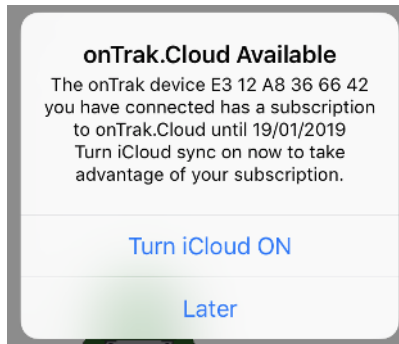 onTrak.Cloud Available
The onTrak device E3 12 A8 36 66 42
you have connected has a subscription
to onTrak.Cloud until 19/01/2019
Turn iCloud sync on now to take
advantage of your subscription.
Turn iCloud ON
Later